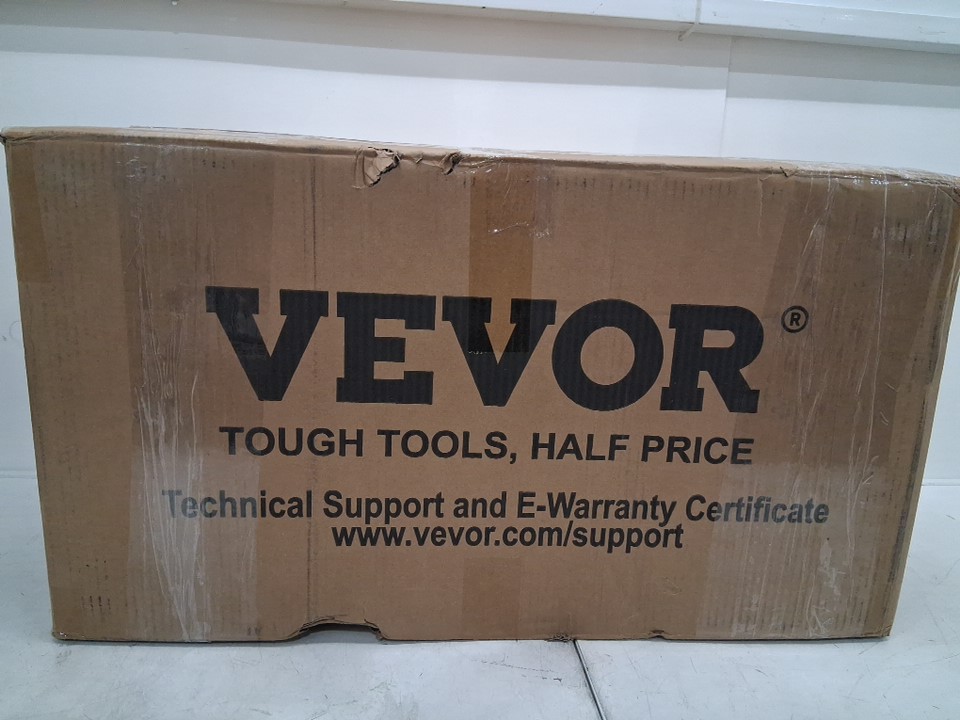 VEVOR®
TOUGH TOOLS, HALF PRICE
Technical Support and E-Warranty Certificate
www.vevor.com/support